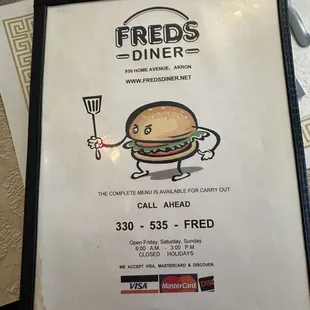 FREDS
DINER
930 HOME AVENUE, AKRON
WWW.FREDSDINER.NET
THE COMPLETE MENU IS AVAILABLE FOR CARRY OUT
CALL AHEAD
330 - 535 - FRED
Open Friday, Saturday, Sunday
6:00 A.M. - 3:00 P.M.
CLOSED HOLIDAYS
WE ACCEPT VISA, MASTERCARD & DISCOVER
VISA MasterCard DISC